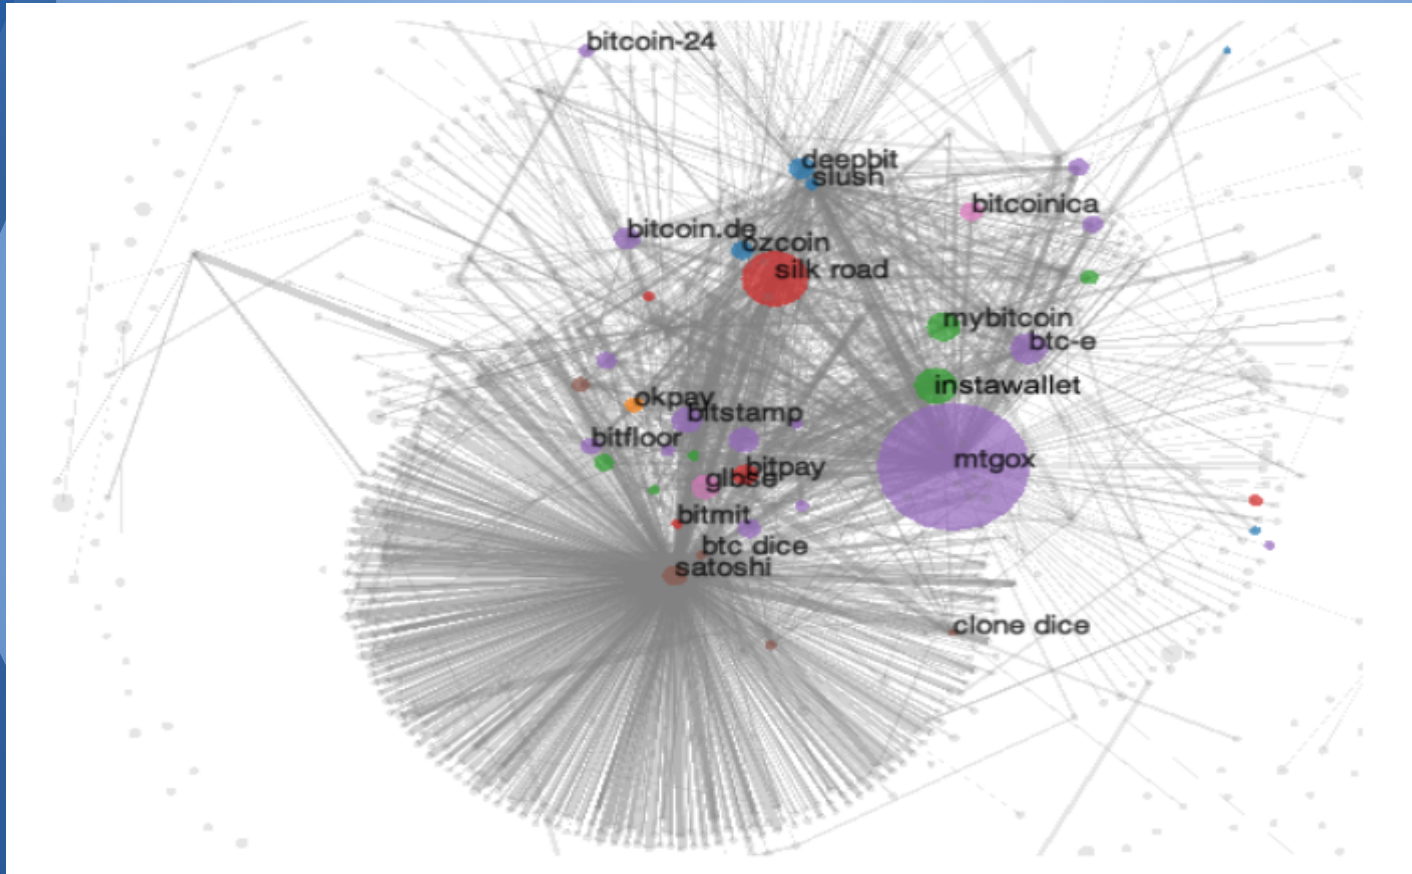 bitcoin-24
deepbit
slush
bitcoinica
bitcoin.de
ozcoin
silk road
mybitcoin
btc-e
instawallet
okpay
bitstamp
bitfloor
mtgox
bitpay
glbse
bitmit
btc dice
satoshi
clone dice